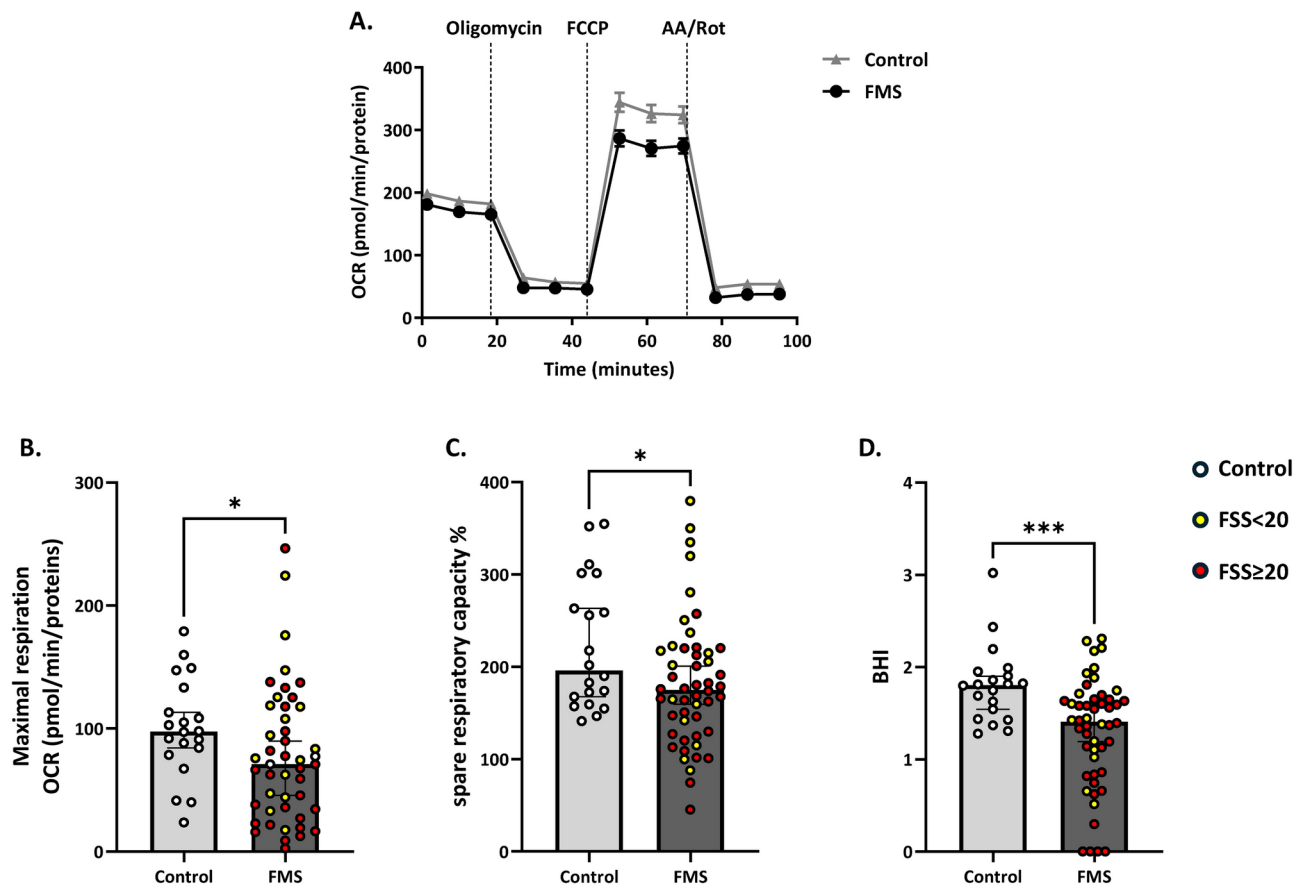 A.
Oligomycin FCCP AA/Rot
Control
FMS
OCR (pmol/min/protein)
400
300
200
100
0
0 20 40 60 80 100
Time (minutes)
B.
Maximal respiration
OCR (pmol/min/proteins)
300
200
100
0
*
Control FMS
C.
spare respiratory capacity %
400
300
200
100
0
*
Control FMS
D.
BHI
4
3
2
1
0
***
Control FMS
Control
FSS<20
FSS≥20